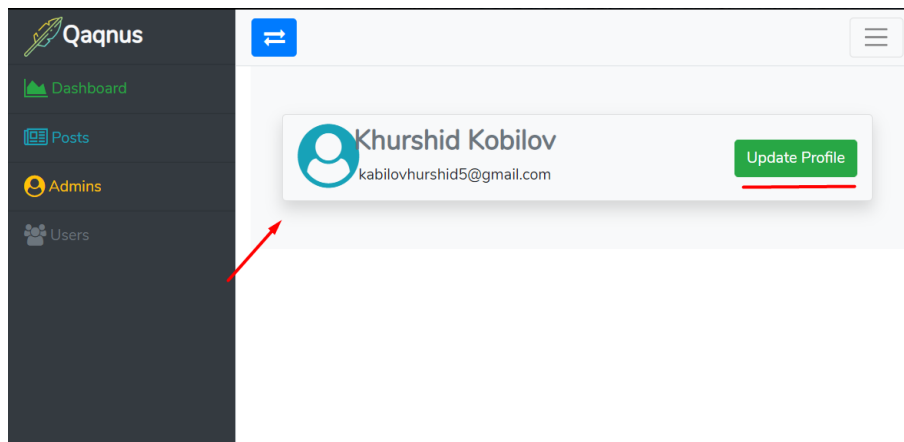 Qaqnus
Dashboard
Posts
Admins
Users
Khurshid Kobilov
kabilovhurshid5@gmail.com
Update Profile